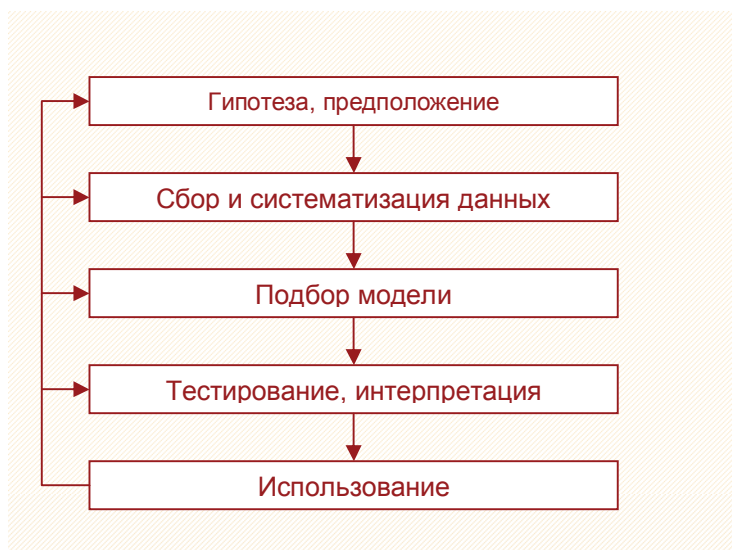 Гипотеза, предположение
Сбор и систематизация данных
Подбор модели
Тестирование, интерпретация
Использование